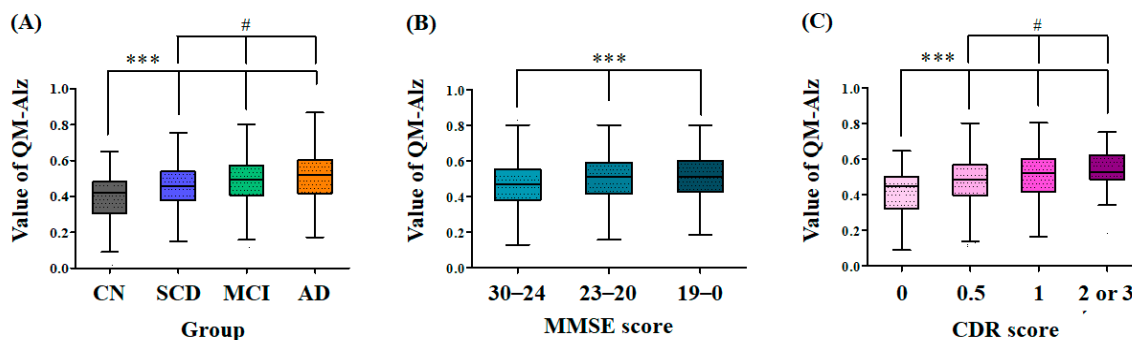 (A)
#
***
Value of QM-Alz
1.0
0.8
0.6
0.4
0.2
0.0
CN SCD MCI AD
Group
(B)
***
Value of QM-Alz
1.0
0.8
0.6
0.4
0.2
0.0
30–24 23–20 19–0
MMSE score
(C)
#
***
Value of QM-Alz
1.0
0.8
0.6
0.4
0.2
0.0
0 0.5 1 2 or 3
CDR score